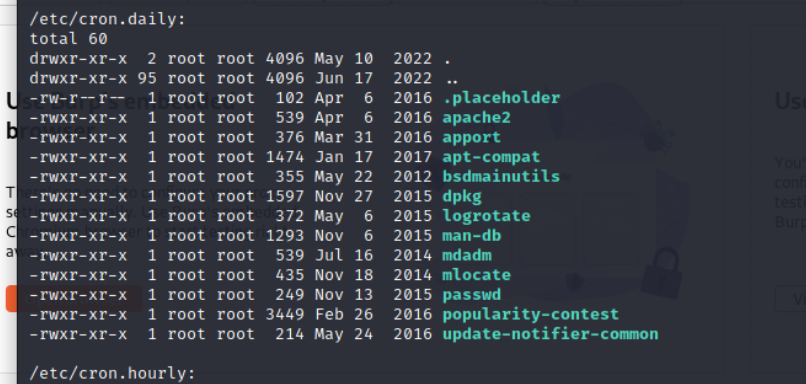 /etc/cron.daily:
total 60
drwxr-xr-x  2 root root 4096 May 10  2022 .
drwxr-xr-x 95 root root 4096 Jun 17  2022 ..
-rw-r--r--  1 root root  102 Apr  6  2016 .placeholder
-rwxr-xr-x  1 root root  539 Apr  6  2016 apache2
-rwxr-xr-x  1 root root  376 Mar 31  2016 apport
-rwxr-xr-x  1 root root 1474 Jan 17  2017 apt-compat
-rwxr-xr-x  1 root root  355 May 22  2012 bsdmainutils
-rwxr-xr-x  1 root root 1597 Nov 27  2015 dpkg
-rwxr-xr-x  1 root root  372 May  6  2015 logrotate
-rwxr-xr-x  1 root root 1293 Nov  6  2015 man-db
-rwxr-xr-x  1 root root  539 Jul 16  2014 mdadm
-rwxr-xr-x  1 root root  435 Nov 18  2014 mlocate
-rwxr-xr-x  1 root root  249 Nov 13  2015 passwd
-rwxr-xr-x  1 root root 3449 Feb 26  2016 popularity-contest
-rwxr-xr-x  1 root root  214 May 24  2016 update-notifier-common
/etc/cron.hourly:
Use Burp's embedded
browser